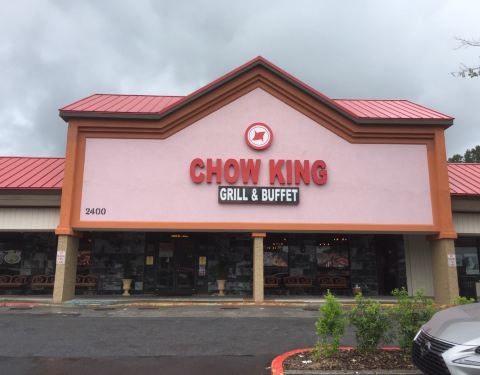 CHOW KING
GRILL & BUFFET
2400